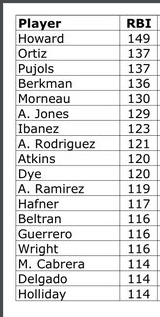 Player RBI
Howard 149
Ortiz 137
Pujols 137
Berkman 136
Morneau 130
A. Jones 129
Ibanez 123
A. Rodriguez 121
Atkins 120
Dye 120
A. Ramirez 119
Hafner 117
Beltran 116
Guerrero 116
Wright 116
M. Cabrera 114
Delgado 114
Holliday 114